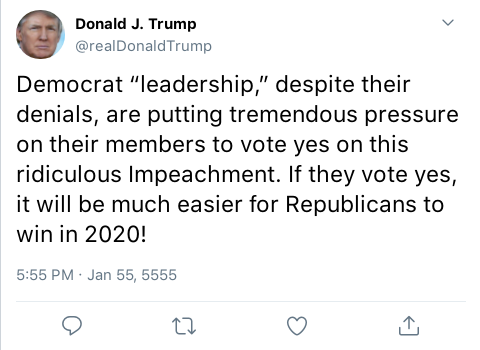 Donald J. Trump
@realDonaldTrump
Democrat “leadership,” despite their
denials, are putting tremendous pressure
on their members to vote yes on this
ridiculous Impeachment. If they vote yes,
it will be much easier for Republicans to
win in 2020!
5:55 PM · Jan 55, 5555